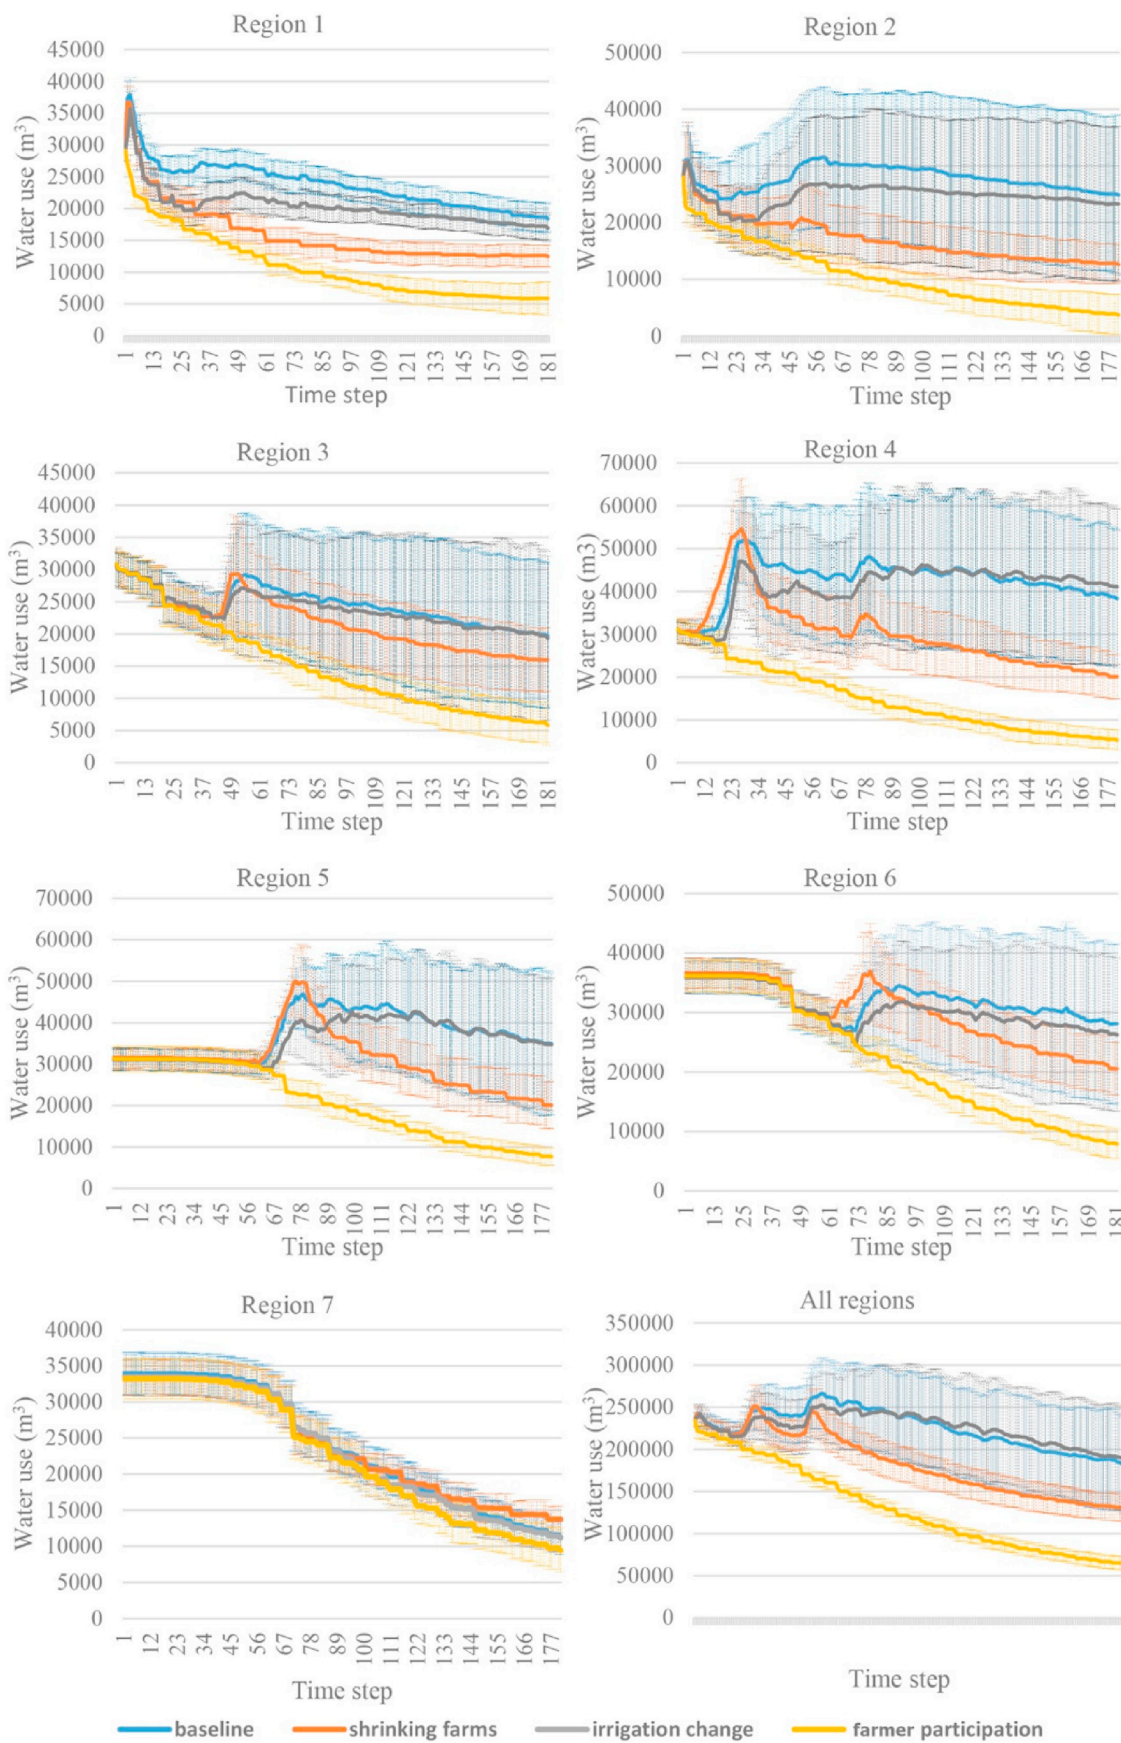 Region 1
45000
40000
35000
30000
25000
20000
15000
10000
5000
0
Water use (m³)
1 13 25 37 49 61 73 85 97 109 121 133 145 157 169 181
Time step
Region 2
50000
40000
30000
20000
10000
0
Water use (m³)
1 12 23 34 45 56 67 78 89 100 111 122 133 144 155 166 177
Time step
Region 3
45000
40000
35000
30000
25000
20000
15000
10000
5000
0
Water use (m³)
1 13 25 37 49 61 73 85 97 109 121 133 145 157 169 181
Time step
Region 4
70000
60000
50000
40000
30000
20000
10000
0
Water use (m3)
1 12 23 34 45 56 67 78 89 100 111 122 133 144 155 166 177
Time step
Region 5
70000
60000
50000
40000
30000
20000
10000
0
Water use (m³)
1 12 23 34 45 56 67 78 89 100 111 122 133 144 155 166 177
Time step
Region 6
50000
40000
30000
20000
10000
0
Water use (m³)
1 13 25 37 49 61 73 85 97 109 121 133 145 157 169 181
Time step
Region 7
40000
35000
30000
25000
20000
15000
10000
5000
0
Water use (m³)
1 12 23 34 45 56 67 78 89 100 111 122 133 144 155 166 177
Time step
All regions
350000
300000
250000
200000
150000
100000
50000
0
Water use (m³)
Time step
baseline shrinking farms irrigation change farmer participation